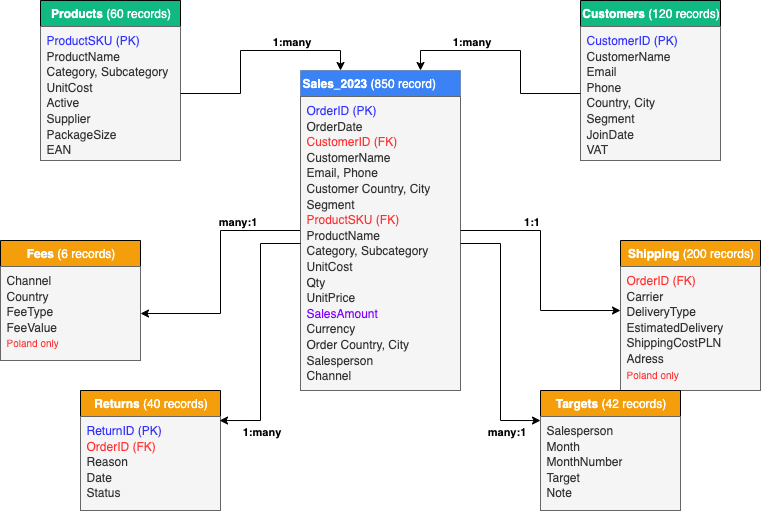 Products (60 records)
ProductSKU (PK)
ProductName
Category, Subcategory
UnitCost
Active
Supplier
PackageSize
EAN
1:many
1:many
Customers (120 records)
CustomerID (PK)
CustomerName
Email
Phone
Country, City
Segment
JoinDate
VAT
Sales_2023 (850 record)
OrderID (PK)
OrderDate
CustomerID (FK)
CustomerName
Email, Phone
Customer Country, City
Segment
ProductSKU (FK)
ProductName
Category, Subcategory
UnitCost
Qty
UnitPrice
SalesAmount
Currency
Order Country, City
Salesperson
Channel
many:1
1:1
Fees (6 records)
Channel
Country
FeeType
FeeValue
Poland only
Shipping (200 records)
OrderID (FK)
Carrier
DeliveryType
EstimatedDelivery
ShippingCostPLN
Adress
Poland only
Returns (40 records)
ReturnID (PK)
OrderID (FK)
Reason
Date
Status
1:many
many:1
Targets (42 records)
Salesperson
Month
MonthNumber
Target
Note